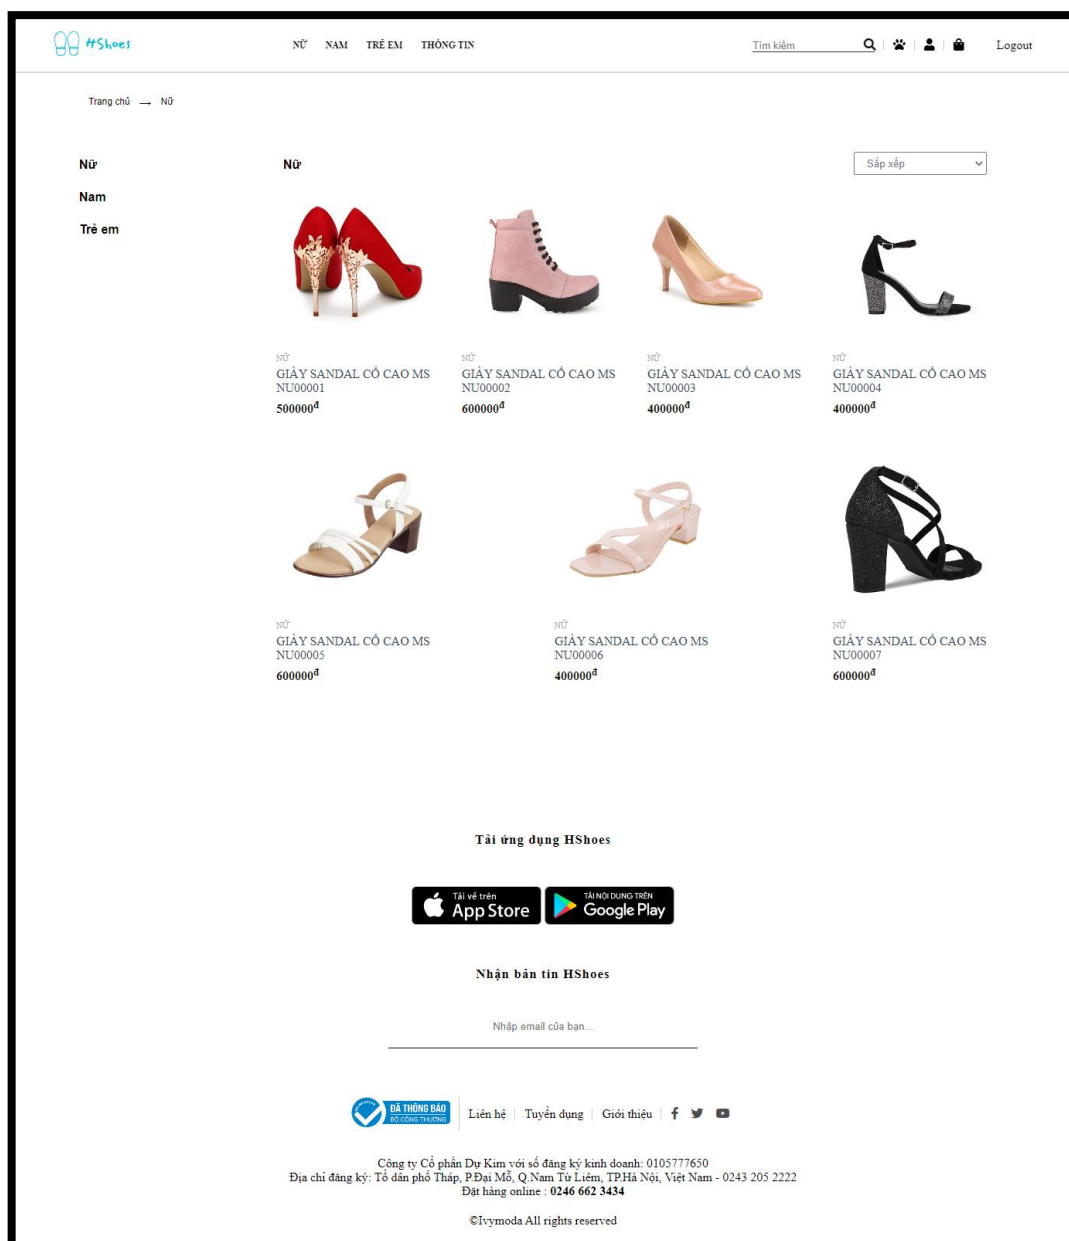 HShoes
NỮ NAM TRẺ EM THÔNG TIN
Tìm kiếm
Logout
Trang chủ → Nữ
Nữ
Nam
Trẻ em
Nữ
Sắp xếp
NỮ
GIÀY SANDAL CỔ CAO MS
NU00001
500000đ
NỮ
GIÀY SANDAL CỔ CAO MS
NU00002
600000đ
NỮ
GIÀY SANDAL CỔ CAO MS
NU00003
400000đ
NỮ
GIÀY SANDAL CỔ CAO MS
NU00004
400000đ
NỮ
GIÀY SANDAL CỔ CAO MS
NU00005
600000đ
NỮ
GIÀY SANDAL CỔ CAO MS
NU00006
400000đ
NỮ
GIÀY SANDAL CỔ CAO MS
NU00007
600000đ
Tải ứng dụng HShoes
Tải về trên
App Store
TẢI NỘI DUNG TRÊN
Google Play
Nhận bản tin HShoes
Nhập email của bạn...
ĐÃ THÔNG BÁO
BỘ CÔNG THƯƠNG
Liên hệ Tuyển dụng Giới thiệu
Công ty Cổ phần Dự Kim với số đăng ký kinh doanh: 0105777650
Địa chỉ đăng ký: Tổ dân phố Tháp, P.Đại Mỗ, Q.Nam Từ Liêm, TP.Hà Nội, Việt Nam - 0243 205 2222
Đặt hàng online : 0246 662 3434
©Ivymoda All rights reserved